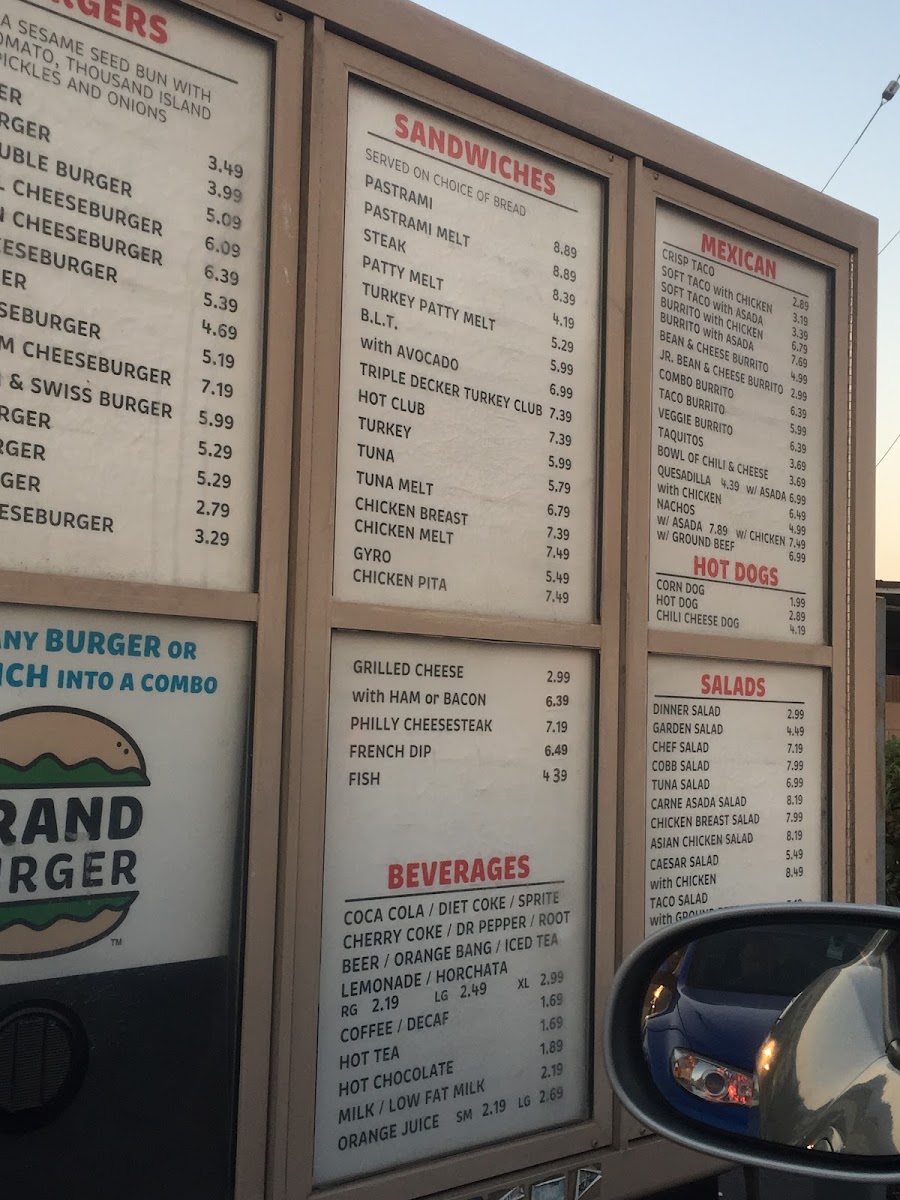 RGERS
A SESAME SEED BUN WITH
OMATO, THOUSAND ISLAND
PICKLES AND ONIONS
ER 3.49
RGER 3.99
UBLE BURGER 5.09
L CHEESEBURGER 6.09
N CHEESEBURGER 6.39
EESEBURGER 5.39
ER 4.69
SEBURGER 5.19
M CHEESEBURGER 7.19
& SWISS BURGER 5.99
RGER 5.29
RGER 5.29
GER 2.79
ESEBURGER 3.29
ANY BURGER OR
ICH INTO A COMBO
RAND
URGER
TM
SANDWICHES
SERVED ON CHOICE OF BREAD
PASTRAMI 8.89
PASTRAMI MELT 8.89
STEAK 8.39
PATTY MELT 4.19
TURKEY PATTY MELT 5.29
B.L.T. 5.99
with AVOCADO 6.99
TRIPLE DECKER TURKEY CLUB 7.39
HOT CLUB 7.39
TURKEY 5.99
TUNA 5.79
TUNA MELT 6.79
CHICKEN BREAST 7.39
CHICKEN MELT 7.49
GYRO 5.49
CHICKEN PITA 7.49
GRILLED CHEESE 2.99
with HAM or BACON 6.39
PHILLY CHEESESTEAK 7.19
FRENCH DIP 6.49
FISH 4 39
BEVERAGES
COCA COLA / DIET COKE / SPRITE
CHERRY COKE / DR PEPPER / ROOT
BEER / ORANGE BANG / ICED TEA
LEMONADE / HORCHATA
RG 2.19 LG 2.49 XL 2.99
COFFEE / DECAF 1.69
HOT TEA 1.69
HOT CHOCOLATE 1.89
MILK / LOW FAT MILK 2.19
ORANGE JUICE SM 2.19 LG 2.69
MEXICAN
CRISP TACO 2.89
SOFT TACO with CHICKEN 3.19
SOFT TACO with ASADA 3.39
BURRITO with CHICKEN 6.79
BURRITO with ASADA 7.69
BEAN & CHEESE BURRITO 4.99
JR. BEAN & CHEESE BURRITO 2.99
COMBO BURRITO 6.39
TACO BURRITO 5.99
VEGGIE BURRITO 6.39
TAQUITOS 3.69
BOWL OF CHILI & CHEESE 3.69
QUESADILLA 4.39 w/ ASADA 6.99
with CHICKEN 6.49
NACHOS 4.99
w/ ASADA 7.89 w/ CHICKEN 7.49
w/ GROUND BEEF 6.99
HOT DOGS
CORN DOG 1.99
HOT DOG 2.89
CHILI CHEESE DOG 4.19
SALADS
DINNER SALAD 2.99
GARDEN SALAD 4.49
CHEF SALAD 7.19
COBB SALAD 7.99
TUNA SALAD 6.99
CARNE ASADA SALAD 8.19
CHICKEN BREAST SALAD 7.99
ASIAN CHICKEN SALAD 8.19
CAESAR SALAD 5.49
with CHICKEN 8.49
TACO SALAD
with